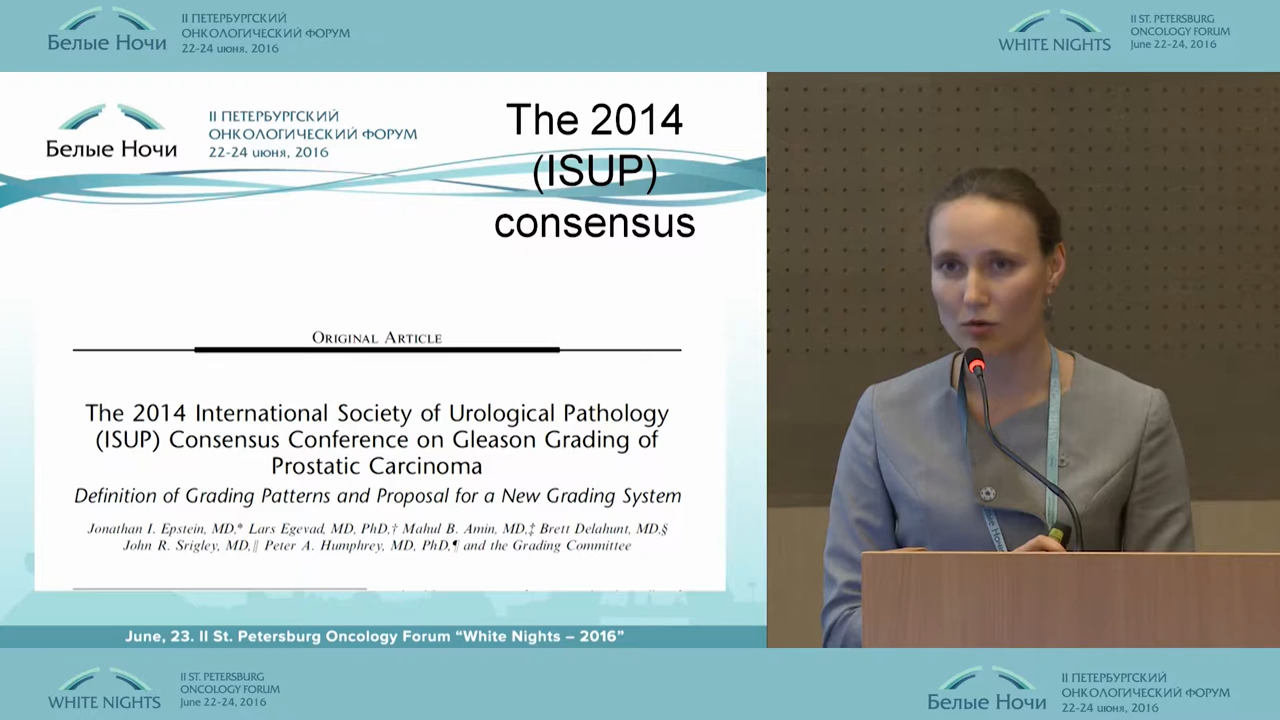 Белые Ночи
II ПЕТЕРБУРГСКИЙ
ОНКОЛОГИЧЕСКИЙ ФОРУМ
22-24 июня, 2016
WHITE NIGHTS
II ST. PETERSBURG
ONCOLOGY FORUM
June 22-24, 2016
Белые Ночи
II ПЕТЕРБУРГСКИЙ
ОНКОЛОГИЧЕСКИЙ ФОРУМ
22-24 июня, 2016
The 2014
(ISUP)
consensus
ORIGINAL ARTICLE
The 2014 International Society of Urological Pathology
(ISUP) Consensus Conference on Gleason Grading of
Prostatic Carcinoma
Definition of Grading Patterns and Proposal for a New Grading System
Jonathan I. Epstein, MD,* Lars Egevad, MD, PhD,† Mahul B. Amin, MD,‡ Brett Delahunt, MD,§
John R. Srigley, MD,|| Peter A. Humphrey, MD, PhD,¶ and the Grading Committee
June, 23. II St. Petersburg Oncology Forum “White Nights – 2016”
WHITE NIGHTS
II ST. PETERSBURG
ONCOLOGY FORUM
June 22-24, 2016
Белые Ночи
II ПЕТЕРБУРГСКИЙ
ОНКОЛОГИЧЕСКИЙ ФОРУМ
22-24 июня, 2016